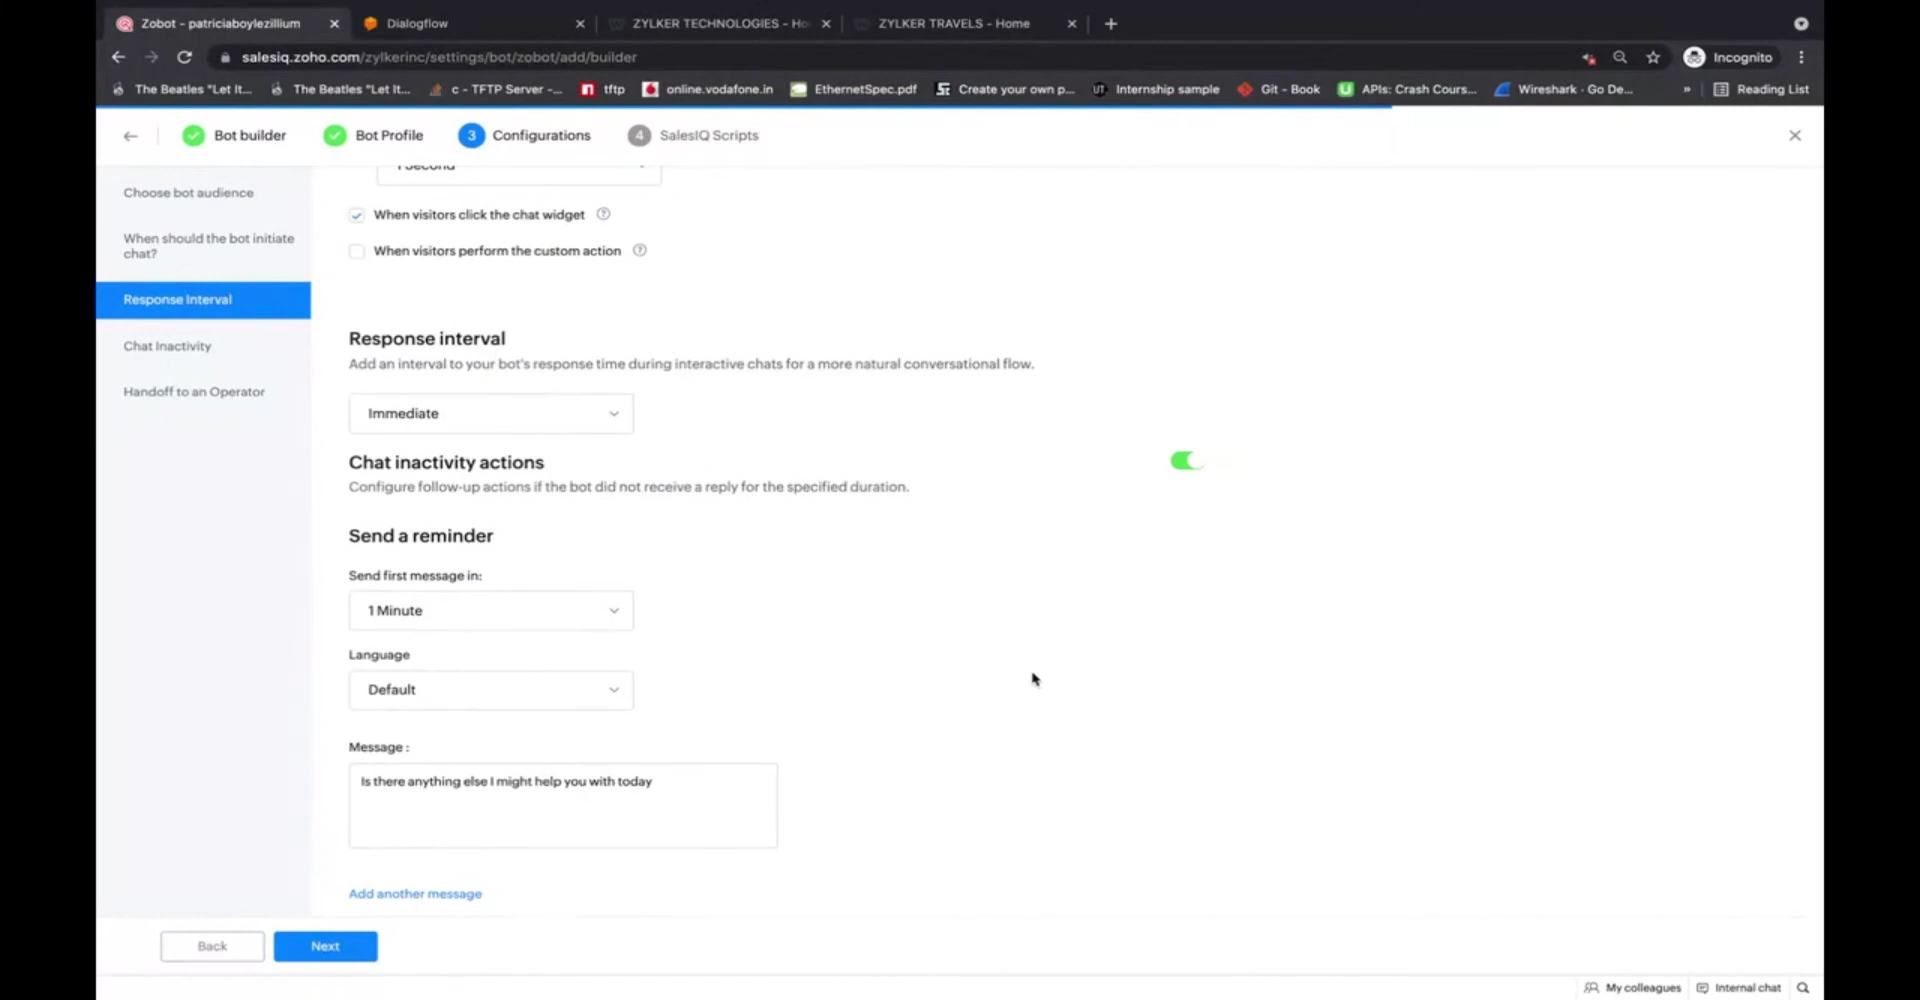 Zobot - patriciaboylezillium
Dialogflow
ZYLKER TECHNOLOGIES - Ho
ZYLKER TRAVELS - Home
salesiq.zoho.com/zylkerinc/settings/bot/zobot/add/builder
Incognito
The Beatles "Let It...
The Beatles "Let It...
c - TFTP Server -...
tftp
online.vodafone.in
EthernetSpec.pdf
Create your own p...
UT Internship sample
Git - Book
APIs: Crash Cours...
Wireshark · Go De...
»
Reading List
Bot builder
Bot Profile
3 Configurations
4 SalesIQ Scripts
Choose bot audience
When should the bot initiate
chat?
Response Interval
Chat Inactivity
Handoff to an Operator
1 Second
When visitors click the chat widget ?
When visitors perform the custom action ?
Response interval
Add an interval to your bot's response time during interactive chats for a more natural conversational flow.
Immediate
Chat inactivity actions
Configure follow-up actions if the bot did not receive a reply for the specified duration.
Send a reminder
Send first message in:
1 Minute
Language
Default
Message :
Is there anything else I might help you with today
Add another message
Back
Next
My colleagues
Internal chat